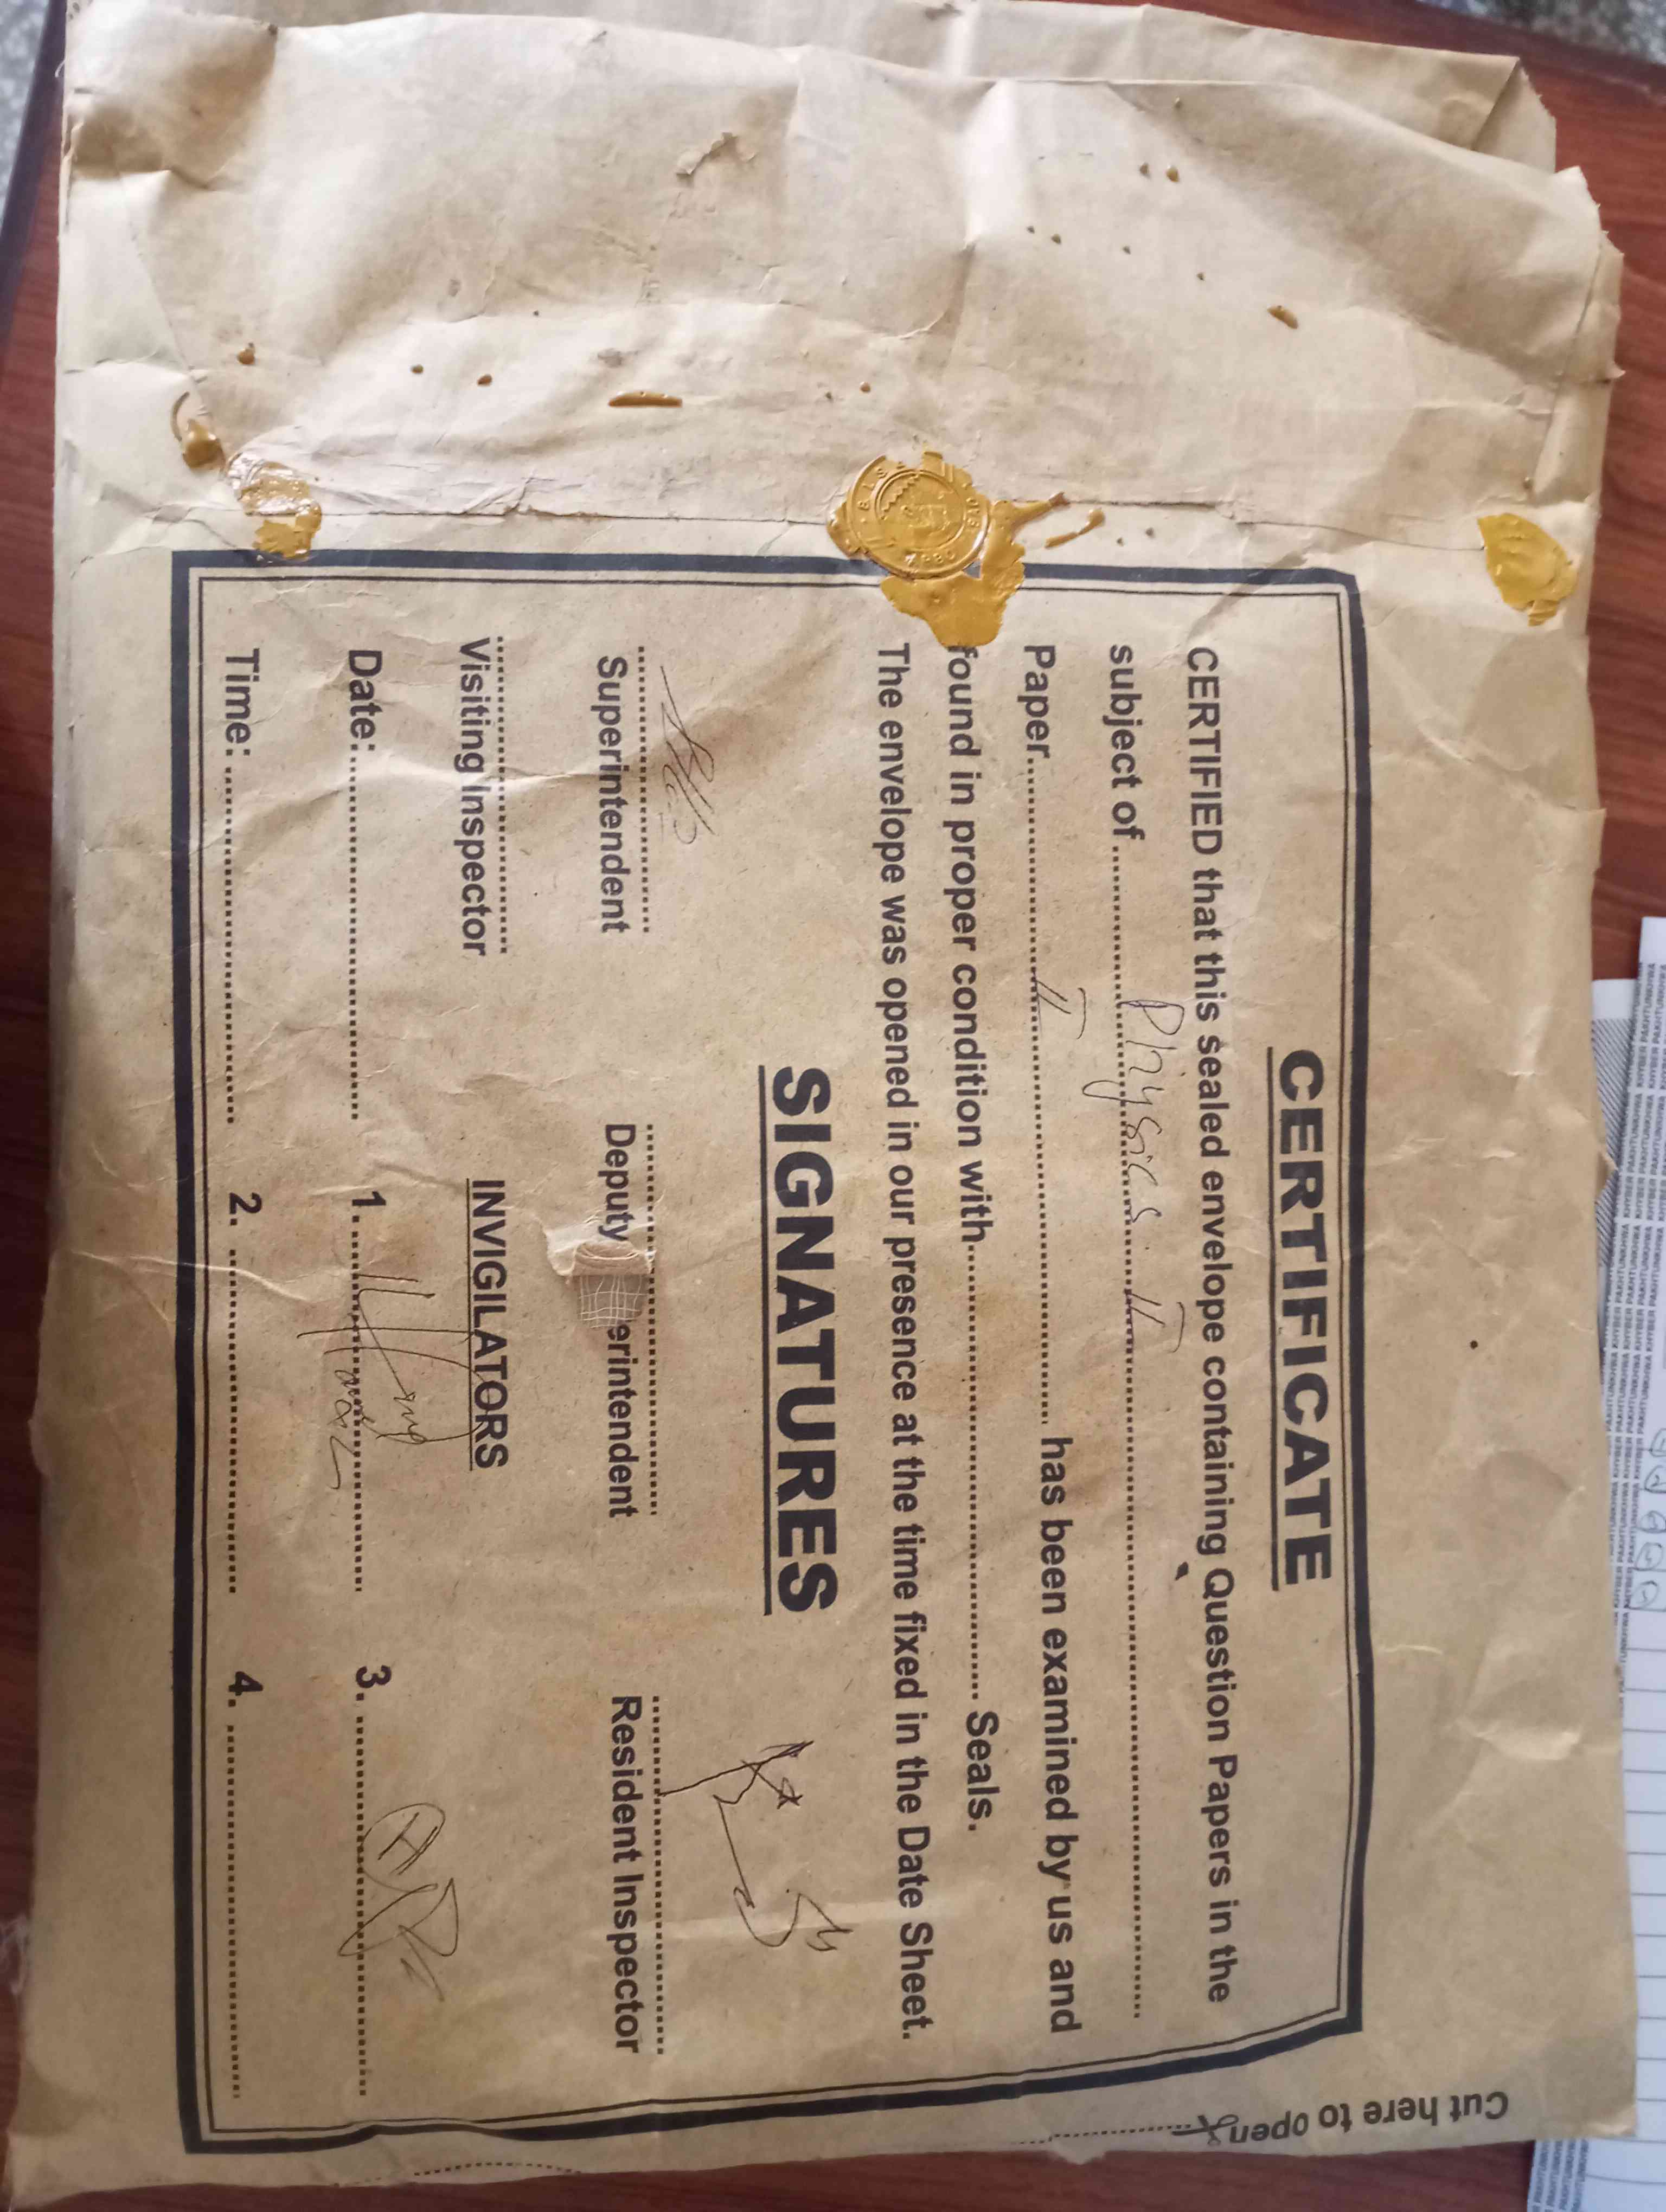 CERTIFICATE
CERTIFIED that this sealed envelope containing Question Papers in the
subject of ........ Physics II ........
Paper........ II ........ has been examined by us and
found in proper condition with........ Seals.
The envelope was opened in our presence at the time fixed in the Date Sheet.
SIGNATURES
Superintendent Deputy erintendent Resident Inspector
Visiting Inspector INVIGILATORS
Date:........ 1......... 3. ........
Time: ........ 2. ........ 4. ........
Cut here to open
KHYBER PAKHTUNKHWA